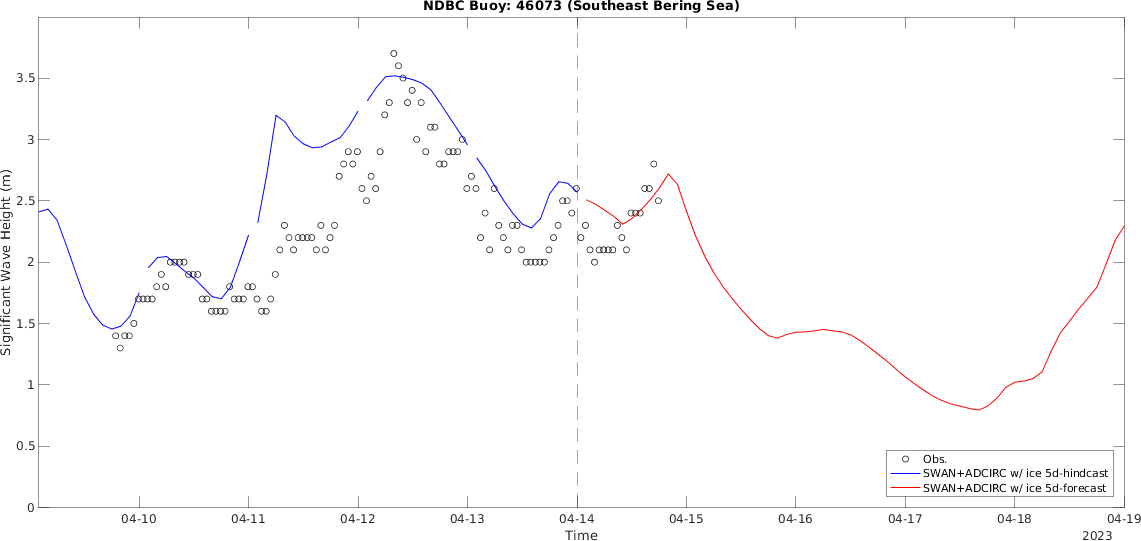 NDBC Buoy: 46073 (Southeast Bering Sea)
Significant Wave Height (m)
3.5
3
2.5
2
1.5
1
0.5
0
Obs.
SWAN+ADCIRC w/ ice 5d-hindcast
SWAN+ADCIRC w/ ice 5d-forecast
04-10 04-11 04-12 04-13 04-14 04-15 04-16 04-17 04-18 04-19
Time
2023